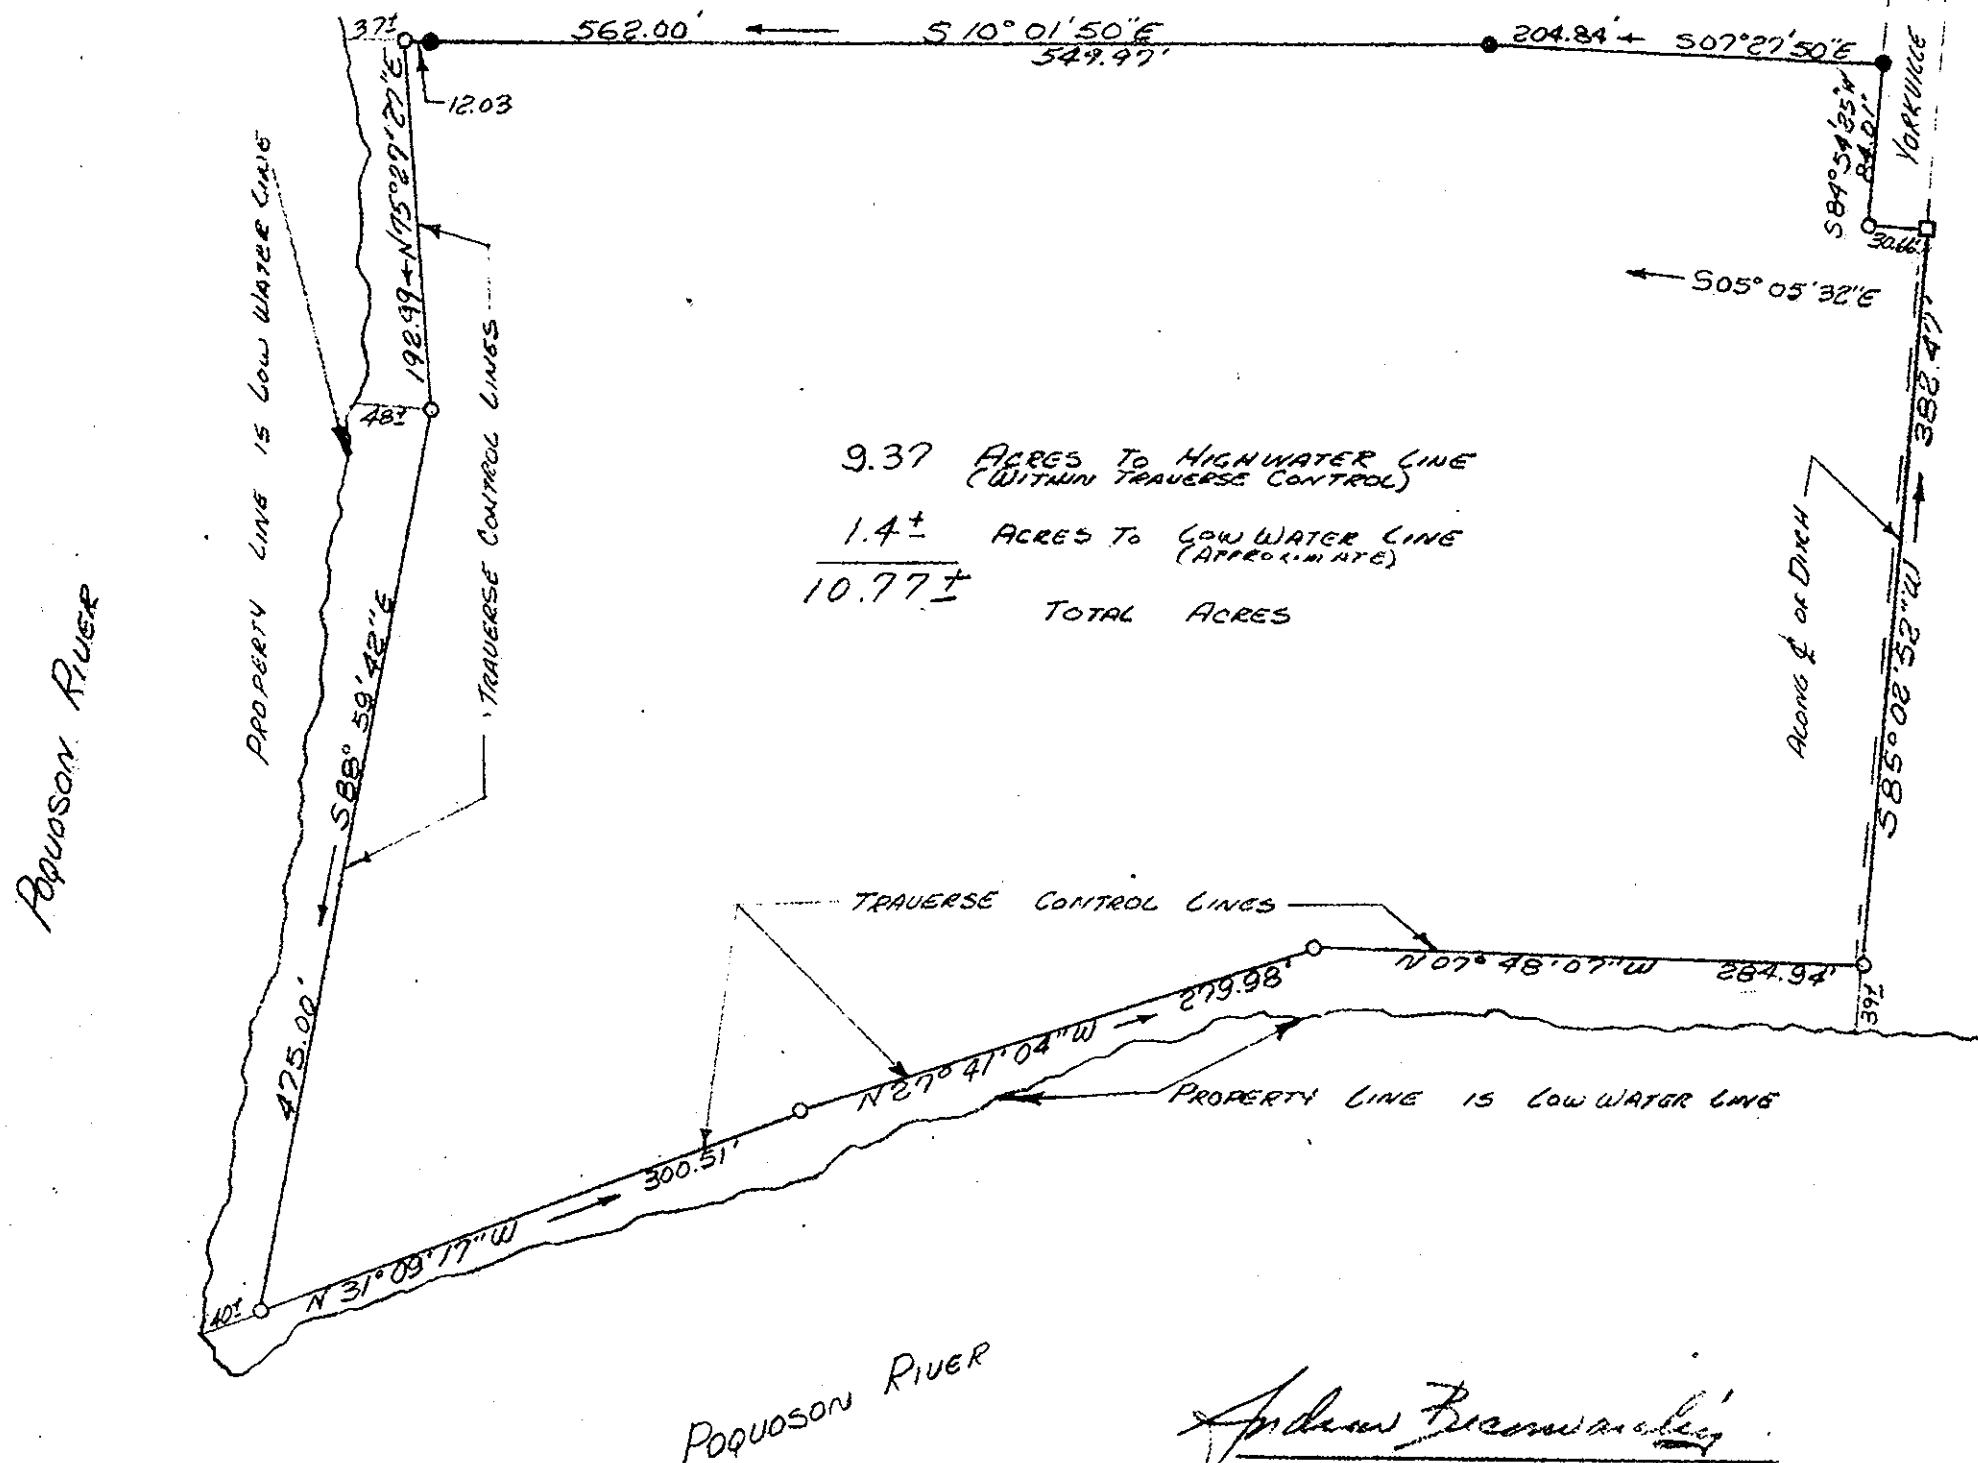 37±
562.00'
S 10° 01' 50" E
549.97'
204.84'
S07°27'50"E
12.03
192.99
N75°27'27"E
YORKVILLE
S84°54'25"W
84.01'
30.66'
S05°05'32"E
PROPERTY LINE IS LOW WATER LINE
48±
TRAVERSE CONTROL LINES
9.37 ACRES TO HIGHWATER LINE
(WITHIN TRAVERSE CONTROL)
1.4± ACRES TO LOW WATER LINE
(APPROXIMATE)
10.77±
TOTAL ACRES
382.47'
S85°02'52"W
ALONG ℄ OF DITCH
POQUOSON RIVER
S88° 59' 42"E
475.00'
TRAVERSE CONTROL LINES
N07° 48' 07" W 284.94'
39±
279.98'
N27° 41' 04" W
300.51'
N 31° 09' 17" W
PROPERTY LINE IS LOW WATER LINE
40±
POQUOSON RIVER
Andrew